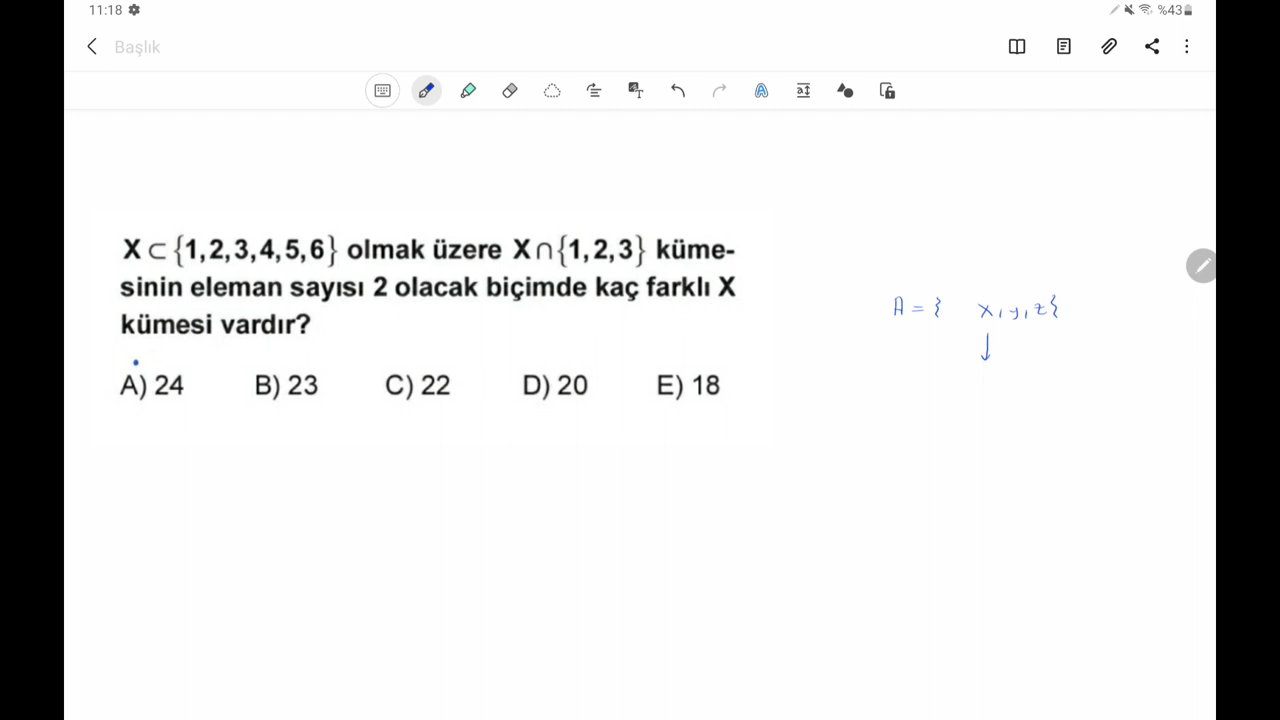 11:18
%43
Başlık
X ⊂ {1,2,3,4,5,6} olmak üzere X∩{1,2,3} küme-
sinin eleman sayısı 2 olacak biçimde kaç farklı X
kümesi vardır?
A) 24 B) 23 C) 22 D) 20 E) 18
A = { x, y, z {